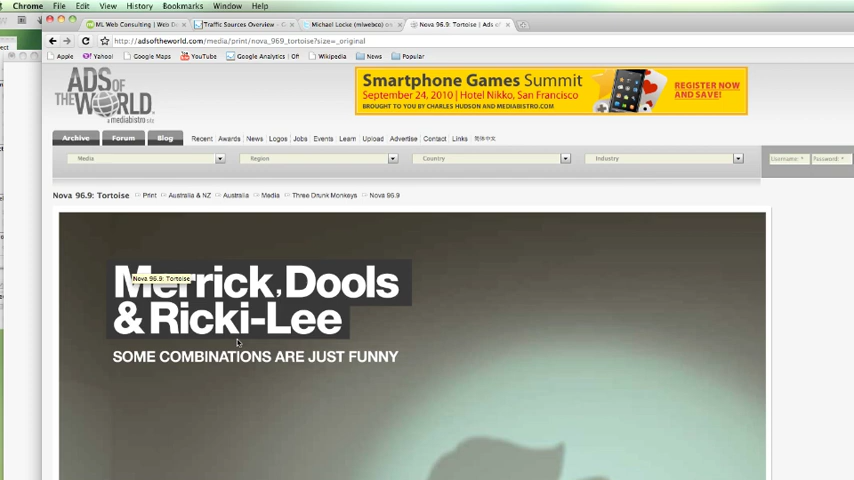 Chrome File Edit View History Bookmarks Window Help
ML Web Consulting | Web D
Traffic Sources Overview - G
Michael Locke (mlwebco) on
Nova 96.9: Tortoise | Ads of
http://adsoftheworld.com/media/print/nova_969_tortoise?size=_original
Apple Yahoo! Google Maps YouTube Google Analytics | Off Wikipedia News Popular
ADS OF THE WORLD
a mediabistro site
Smartphone Games Summit
September 24, 2010 | Hotel Nikko, San Francisco
BROUGHT TO YOU BY CHARLES HUDSON AND MEDIABISTRO.COM
REGISTER NOW
AND SAVE!
Archive Forum Blog Recent Awards News Logos Jobs Events Learn Upload Advertise Contact Links 简体中文
Media Region Country Industry Username * Password: *
Nova 96.9: Tortoise Print Australia & NZ Australia Media Three Drunk Monkeys Nova 96.9
Merrick, Dools
Nova 96.9: Tortoise
& Ricki-Lee
SOME COMBINATIONS ARE JUST FUNNY